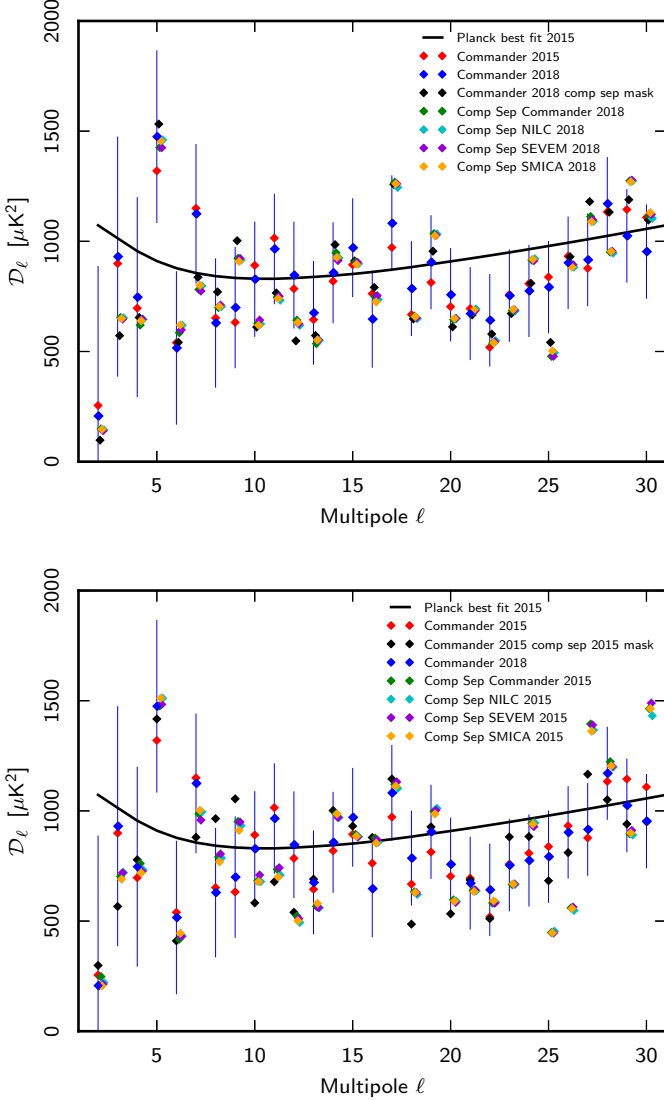 2000
1500
1000
500
0
𝒟ℓ [μK²]
Planck best fit 2015
Commander 2015
Commander 2018
Commander 2018 comp sep mask
Comp Sep Commander 2018
Comp Sep NILC 2018
Comp Sep SEVEM 2018
Comp Sep SMICA 2018
5 10 15 20 25 30
Multipole ℓ
2000
1500
1000
500
0
𝒟ℓ [μK²]
Planck best fit 2015
Commander 2015
Commander 2015 comp sep 2015 mask
Commander 2018
Comp Sep Commander 2015
Comp Sep NILC 2015
Comp Sep SEVEM 2015
Comp Sep SMICA 2015
5 10 15 20 25 30
Multipole ℓ